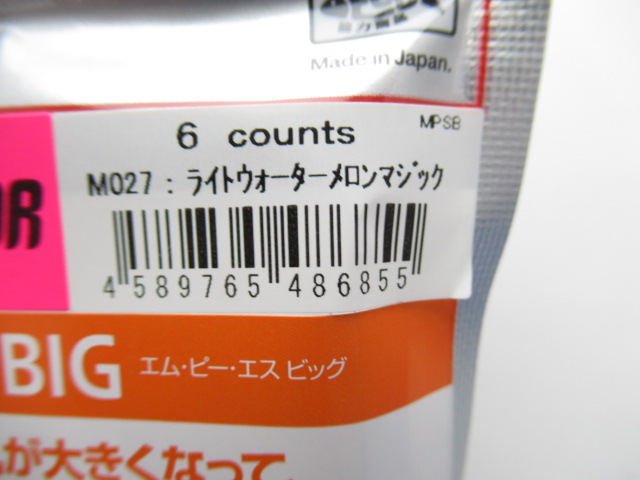 Made in Japan.
6 counts
MPSB
M027 : ﾗｲﾄｳｫｰﾀｰﾒﾛﾝﾏｼﾞｯｸ
4 589765 486855
BIG エム・ピー・エス ビッグ
が大きくなって、